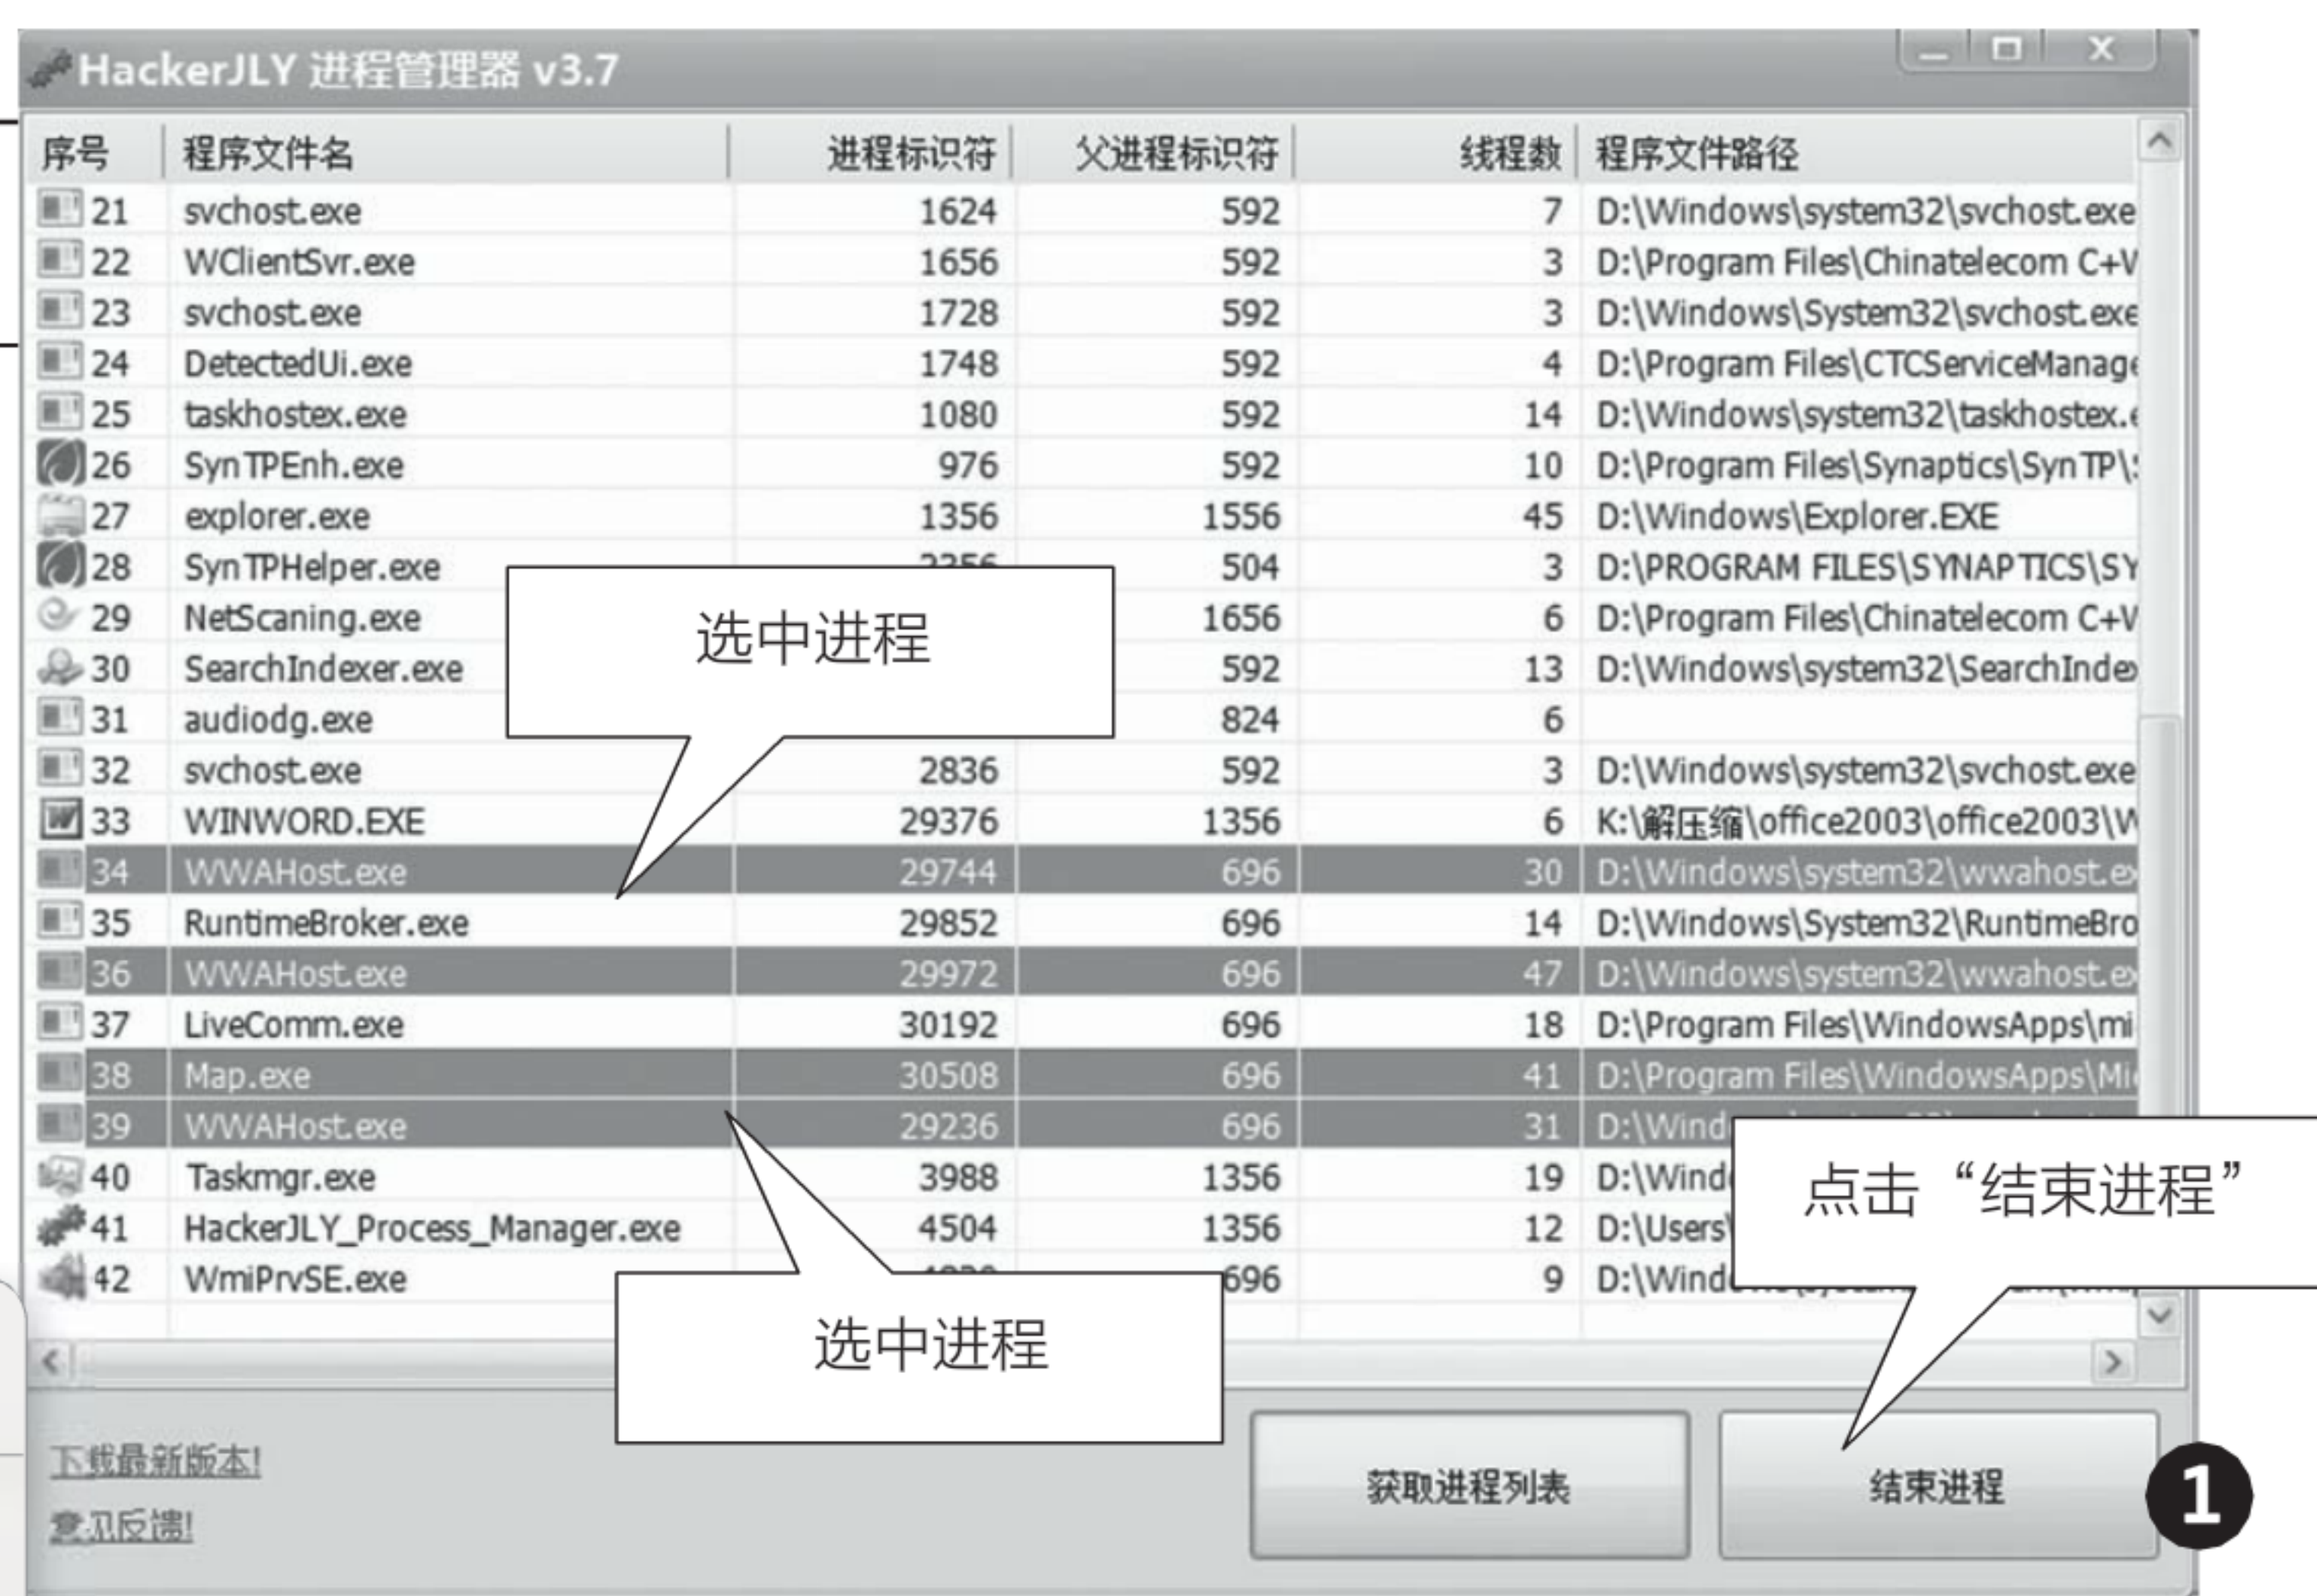 HackerJLY 进程管理器 v3.7
序号 程序文件名 进程标识符 父进程标识符 线程数 程序文件路径
21 svchost.exe 1624 592 7 D:\Windows\system32\svchost.exe
22 WClientSvr.exe 1656 592 3 D:\Program Files\Chinatelecom C+V
23 svchost.exe 1728 592 3 D:\Windows\System32\svchost.exe
24 DetectedUi.exe 1748 592 4 D:\Program Files\CTCServiceManage
25 taskhostex.exe 1080 592 14 D:\Windows\system32\taskhostex.e
26 SynTPEnh.exe 976 592 10 D:\Program Files\Synaptics\SynTP\
27 explorer.exe 1356 1556 45 D:\Windows\Explorer.EXE
28 SynTPHelper.exe 504 3 D:\PROGRAM FILES\SYNAPTICS\SY
29 NetScaning.exe 1656 6 D:\Program Files\Chinatelecom C+V
选中进程
30 SearchIndexer.exe 592 13 D:\Windows\system32\SearchIndex
31 audiodg.exe 824 6
32 svchost.exe 2836 592 3 D:\Windows\system32\svchost.exe
33 WINWORD.EXE 29376 1356 6 K:\解压缩\office2003\office2003\W
34 WWAHost.exe 29744 696 30 D:\Windows\system32\wwahost.ex
35 RuntimeBroker.exe 29852 696 14 D:\Windows\System32\RuntimeBro
36 WWAHost.exe 29972 696 47 D:\Windows\system32\wwahost.ex
37 LiveComm.exe 30192 696 18 D:\Program Files\WindowsApps\mi
38 Map.exe 30508 696 41 D:\Program Files\WindowsApps\Mic
39 WWAHost.exe 29236 696 31 D:\Wind
40 Taskmgr.exe 3988 1356 19 D:\Wind
点击“结束进程”
41 HackerJLY_Process_Manager.exe 4504 1356 12 D:\Users\
42 WmiPrvSE.exe 696 9 D:\Wind
选中进程
下载最新版本!
意见反馈!
获取进程列表
结束进程
1